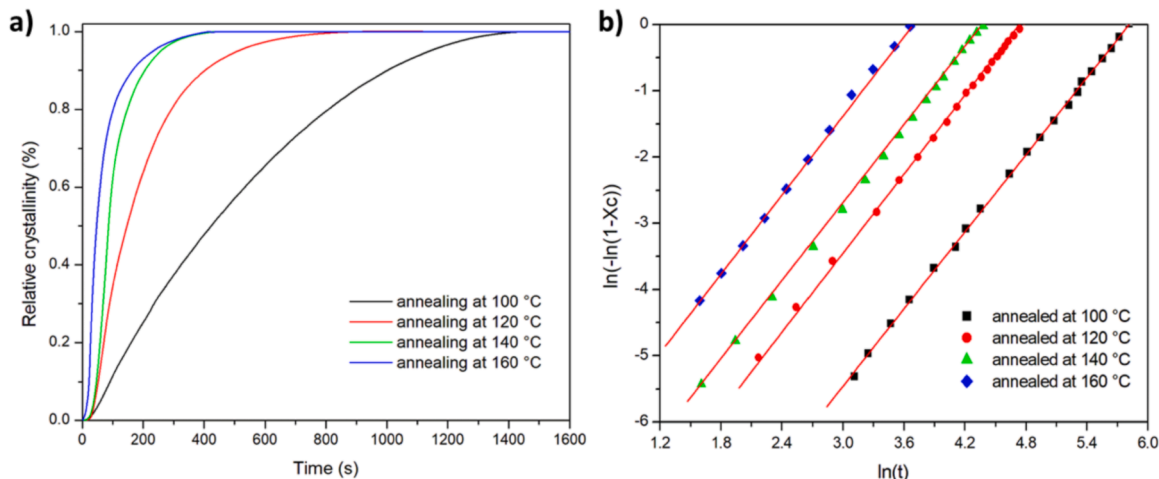 a)
Relative crystallinity (%)
1.0
0.8
0.6
0.4
0.2
0.0
0 200 400 600 800 1000 1200 1400 1600
Time (s)
annealing at 100 °C
annealing at 120 °C
annealing at 140 °C
annealing at 160 °C
b)
ln(-ln(1-Xc))
0
-1
-2
-3
-4
-5
-6
1.2 1.8 2.4 3.0 3.6 4.2 4.8 5.4 6.0
ln(t)
annealed at 100 °C
annealed at 120 °C
annealed at 140 °C
annealed at 160 °C